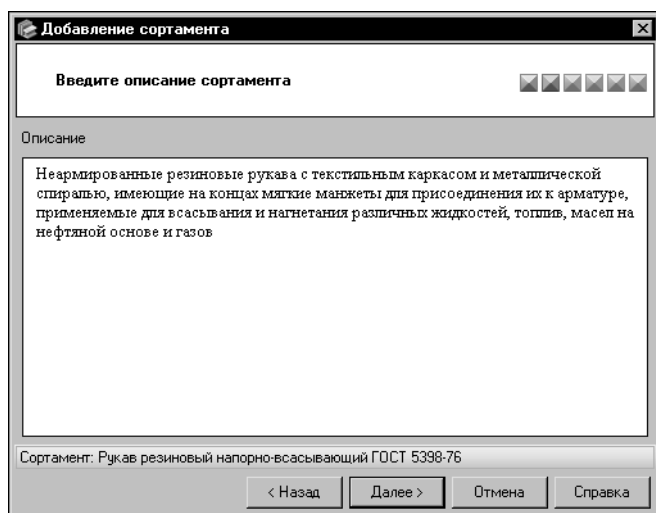 Добавление сортамента
Введите описание сортамента
Описание
Неармированные резиновые рукава с текстильным каркасом и металлической
спиралью, имеющие на концах мягкие манжеты для присоединения их к арматуре,
применяемые для всасывания и нагнетания различных жидкостей, топлив, масел на
нефтяной основе и газов
Сортамент: Рукав резиновый напорно-всасывающий ГОСТ 5398-76
< Назад Далее > Отмена Справка